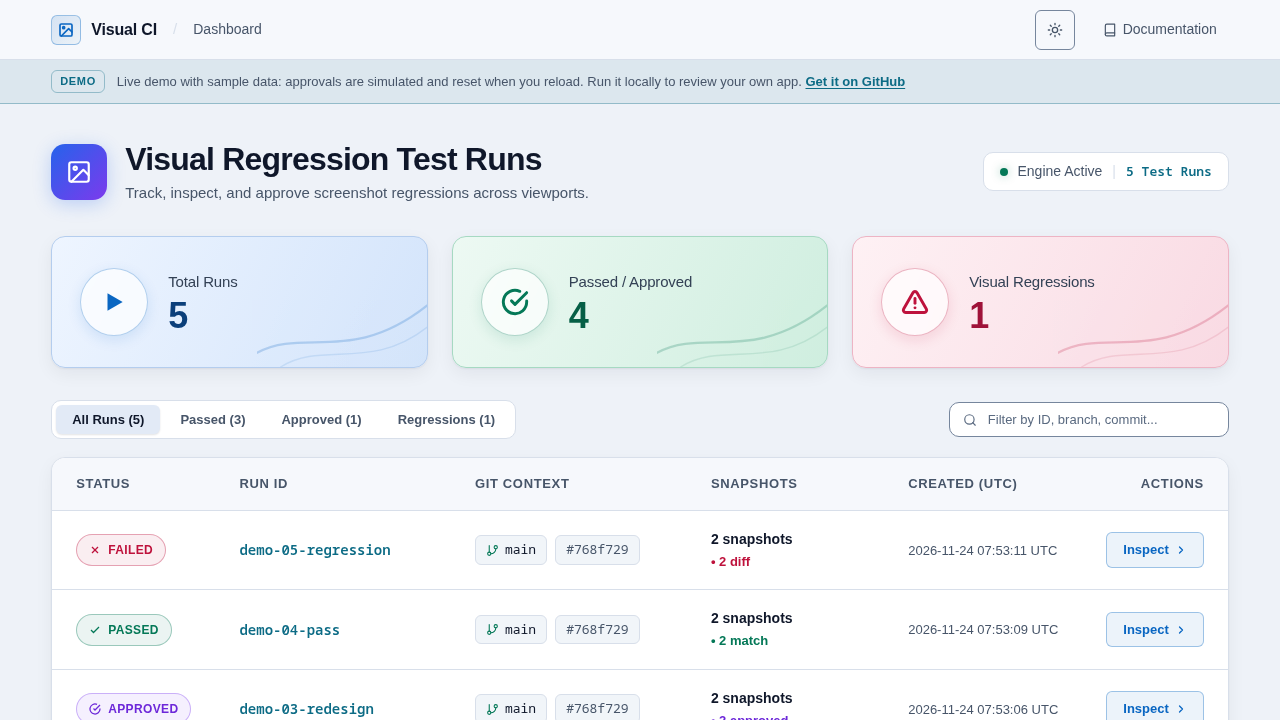 Visual CI / Dashboard
Documentation
DEMO Live demo with sample data: approvals are simulated and reset when you reload. Run it locally to review your own app. Get it on GitHub
Visual Regression Test Runs
Track, inspect, and approve screenshot regressions across viewports.
Engine Active | 5 Test Runs
Total Runs
5
Passed / Approved
4
Visual Regressions
1
All Runs (5) Passed (3) Approved (1) Regressions (1)
Filter by ID, branch, commit...
STATUS RUN ID GIT CONTEXT SNAPSHOTS CREATED (UTC) ACTIONS
FAILED demo-05-regression main #768f729 2 snapshots 2026-11-24 07:53:11 UTC Inspect
• 2 diff
PASSED demo-04-pass main #768f729 2 snapshots 2026-11-24 07:53:09 UTC Inspect
• 2 match
APPROVED demo-03-redesign main #768f729 2 snapshots 2026-11-24 07:53:06 UTC Inspect
• 2 approved